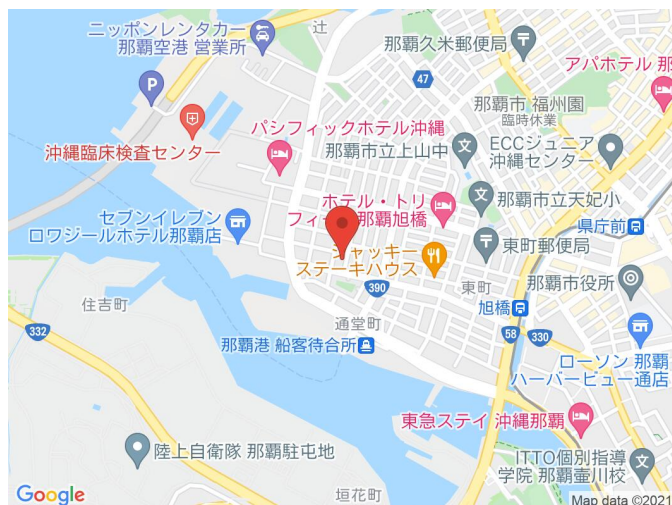 ニッポンレンタカー
那覇空港 営業所
辻
那覇久米郵便局
アパホテル 那
47
那覇市 福州園
臨時休業
P
沖縄臨床検査センター
パシフィックホテル沖縄
那覇市立上山中
ECCジュニア
沖縄センター
セブンイレブン
ロワジールホテル那覇店
ホテル・トリ
フィート那覇旭橋
那覇市立天妃小
県庁前
東町郵便局
ジャッキー
ステーキハウス
那覇市役所
住吉町
390
東町
旭橋
332
通堂町
那覇港 船客待合所
58
330
ローソン 那覇
ハーバービュー通店
東急ステイ 沖縄那覇
陸上自衛隊 那覇駐屯地
ITTO個別指導
学院 那覇壷川校
垣花町
Google
Map data ©2021